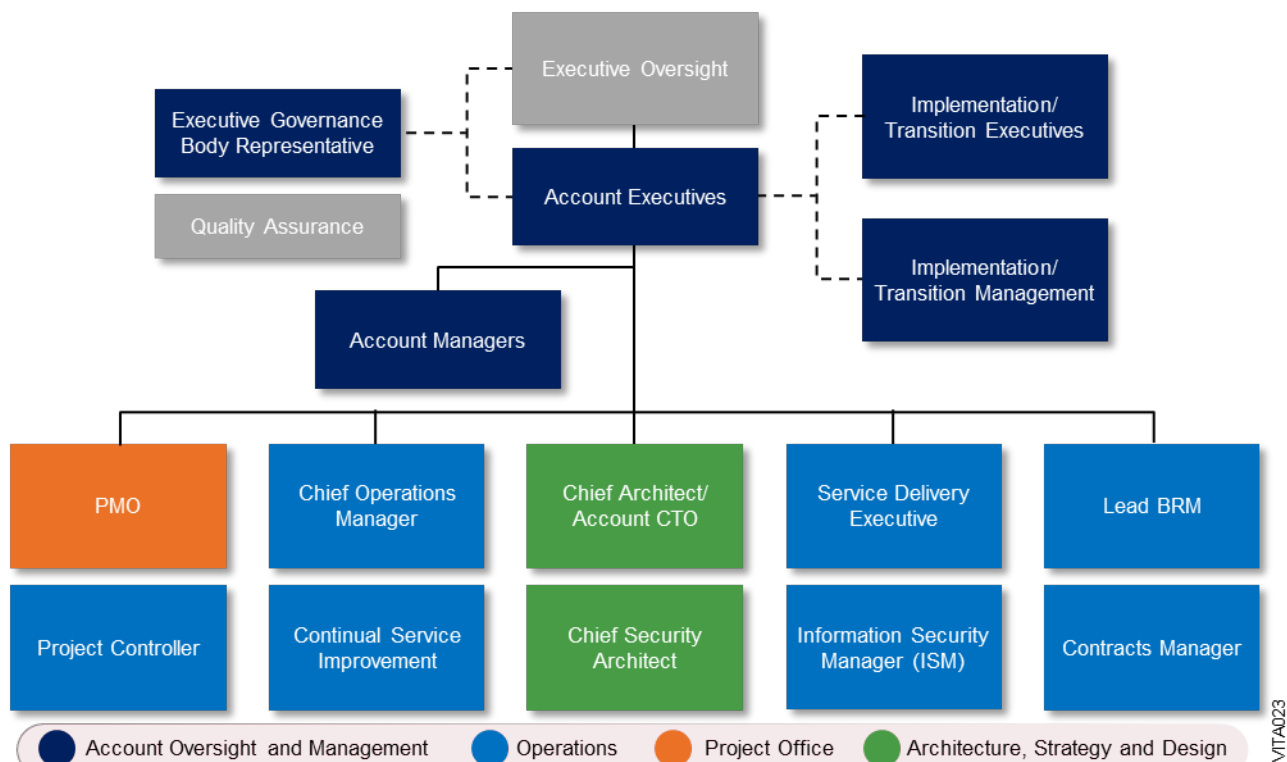 Executive Oversight
Executive Governance
Body Representative
Implementation/
Transition Executives
Account Executives
Quality Assurance
Implementation/
Transition Management
Account Managers
PMO
Chief Operations
Manager
Chief Architect/
Account CTO
Service Delivery
Executive
Lead BRM
Project Controller
Continual Service
Improvement
Chief Security
Architect
Information Security
Manager (ISM)
Contracts Manager
Account Oversight and Management
Operations
Project Office
Architecture, Strategy and Design
VITA023